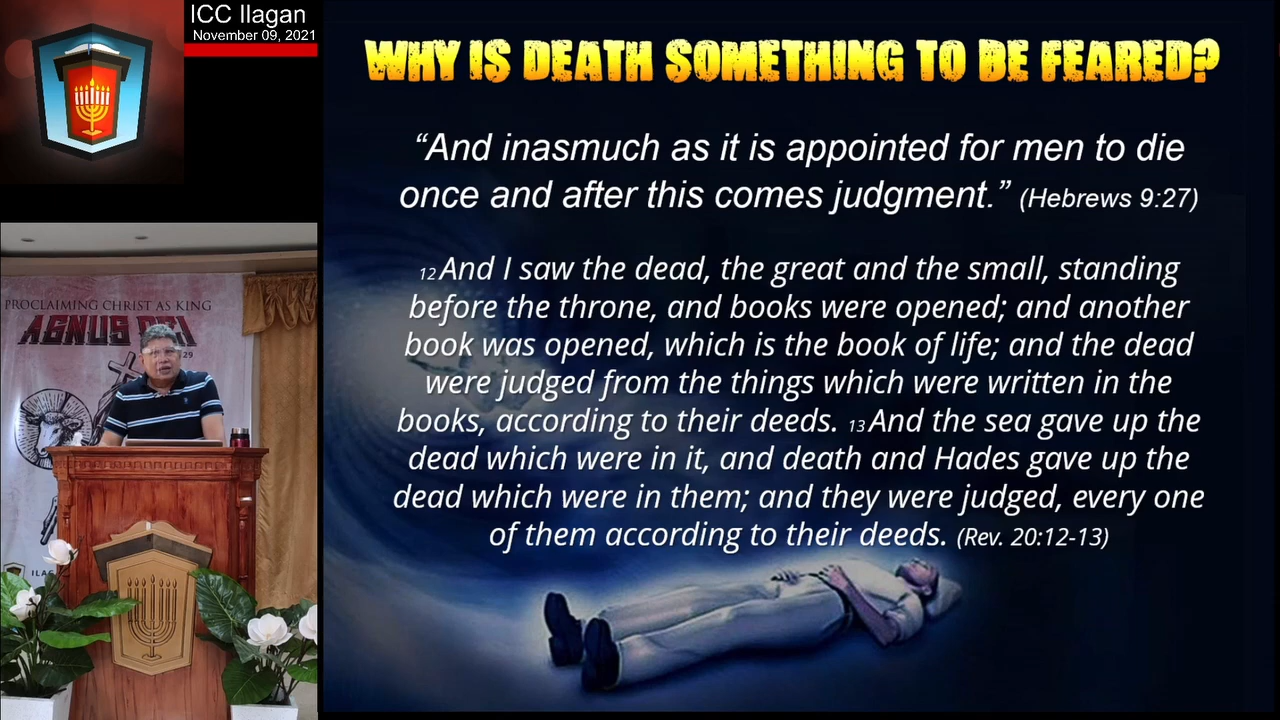 ICC Ilagan
November 09, 2021
WHY IS DEATH SOMETHING TO BE FEARED?
“And inasmuch as it is appointed for men to die
once and after this comes judgment.” (Hebrews 9:27)
12 And I saw the dead, the great and the small, standing
before the throne, and books were opened; and another
book was opened, which is the book of life; and the dead
were judged from the things which were written in the
books, according to their deeds. 13 And the sea gave up the
dead which were in it, and death and Hades gave up the
dead which were in them; and they were judged, every one
of them according to their deeds. (Rev. 20:12-13)
PROCLAIMING CHRIST AS KING
AGNUS DEI
29
ILAG